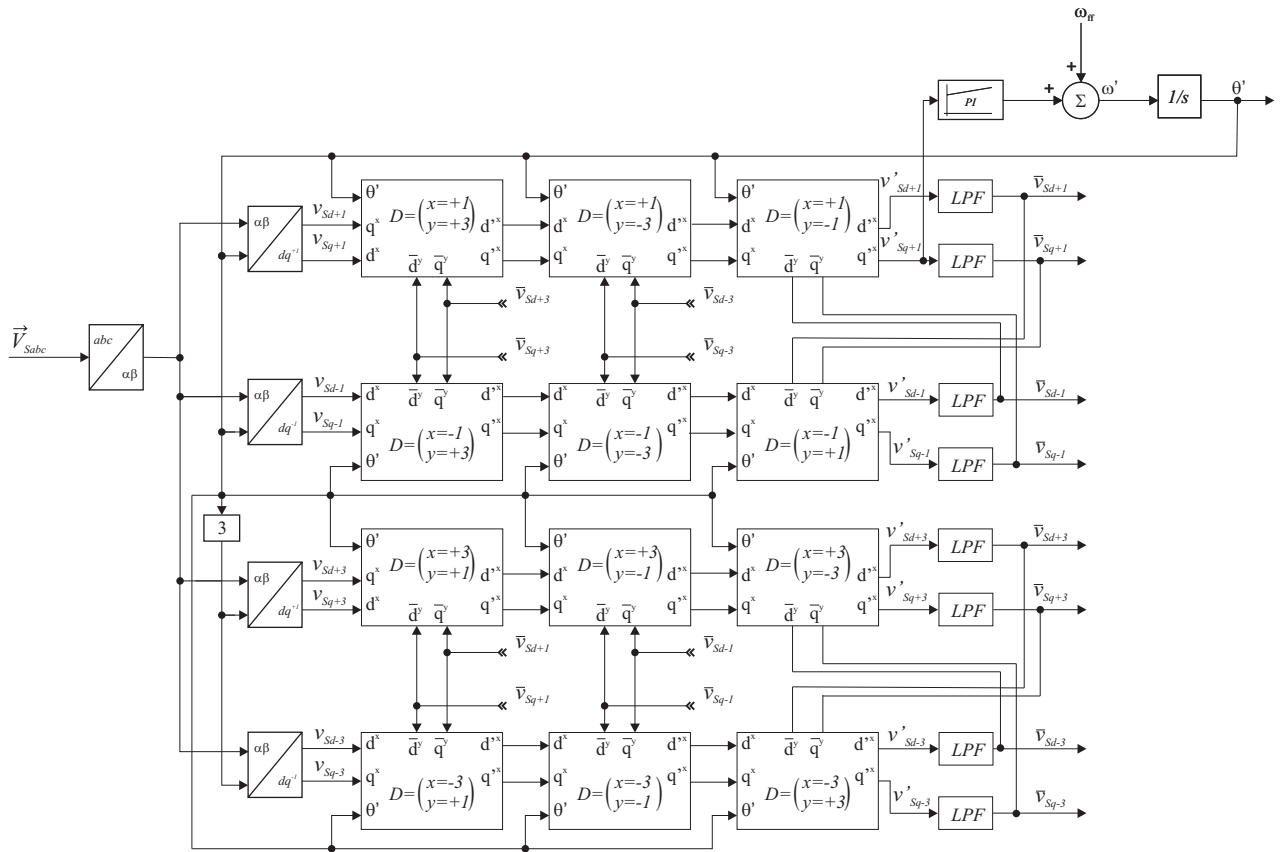 ω_ff
+
+
PI
Σ
ω'
1/s
θ'
θ' q^x d^x D=(x=+1 y=+3) d̄^y q̄^y d'^x q'^x
θ' d^x q^x D=(x=+1 y=-3) d̄^y q̄^y d'^x q'^x
θ' d^x q^x D=(x=+1 y=-1) d̄^y q̄^y d'^x q'^x
αβ dq^+1
v_Sd+1
v_Sq+1
v'_Sd+1
v'_Sq+1
LPF
LPF
v̄_Sd+1
v̄_Sq+1
v̄_Sd+3
v̄_Sd-3
v̄_Sq+3
v̄_Sq-3
V⃗_Sabc
abc αβ
αβ dq^-1
v_Sd-1
v_Sq-1
d^x q^x θ' d̄^y q̄^y D=(x=-1 y=+3) d'^x q'^x
d^x q^x θ' d̄^y q̄^y D=(x=-1 y=-3) d'^x q'^x
d^x q^x θ' d̄^y q̄^y D=(x=-1 y=+1) d'^x q'^x
v'_Sd-1
v'_Sq-1
LPF
LPF
v̄_Sd-1
v̄_Sq-1
3
αβ dq^+1
v_Sd+3
v_Sq+3
θ' q^x d^x D=(x=+3 y=+1) d̄^y q̄^y d'^x q'^x
θ' d^x q^x D=(x=+3 y=-1) d̄^y q̄^y d'^x q'^x
θ' d^x q^x D=(x=+3 y=-3) d̄^y q̄^y d'^x q'^x
v'_Sd+3
v'_Sq+3
LPF
LPF
v̄_Sd+3
v̄_Sq+3
v̄_Sd+1
v̄_Sd-1
v̄_Sq+1
v̄_Sq-1
αβ dq^-1
v_Sd-3
v_Sq-3
d^x q^x θ' d̄^y q̄^y D=(x=-3 y=+1) d'^x q'^x
d^x q^x θ' d̄^y q̄^y D=(x=-3 y=-1) d'^x q'^x
d^x q^x θ' d̄^y q̄^y D=(x=-3 y=+3) d'^x q'^x
v'_Sd-3
v'_Sq-3
LPF
LPF
v̄_Sd-3
v̄_Sq-3